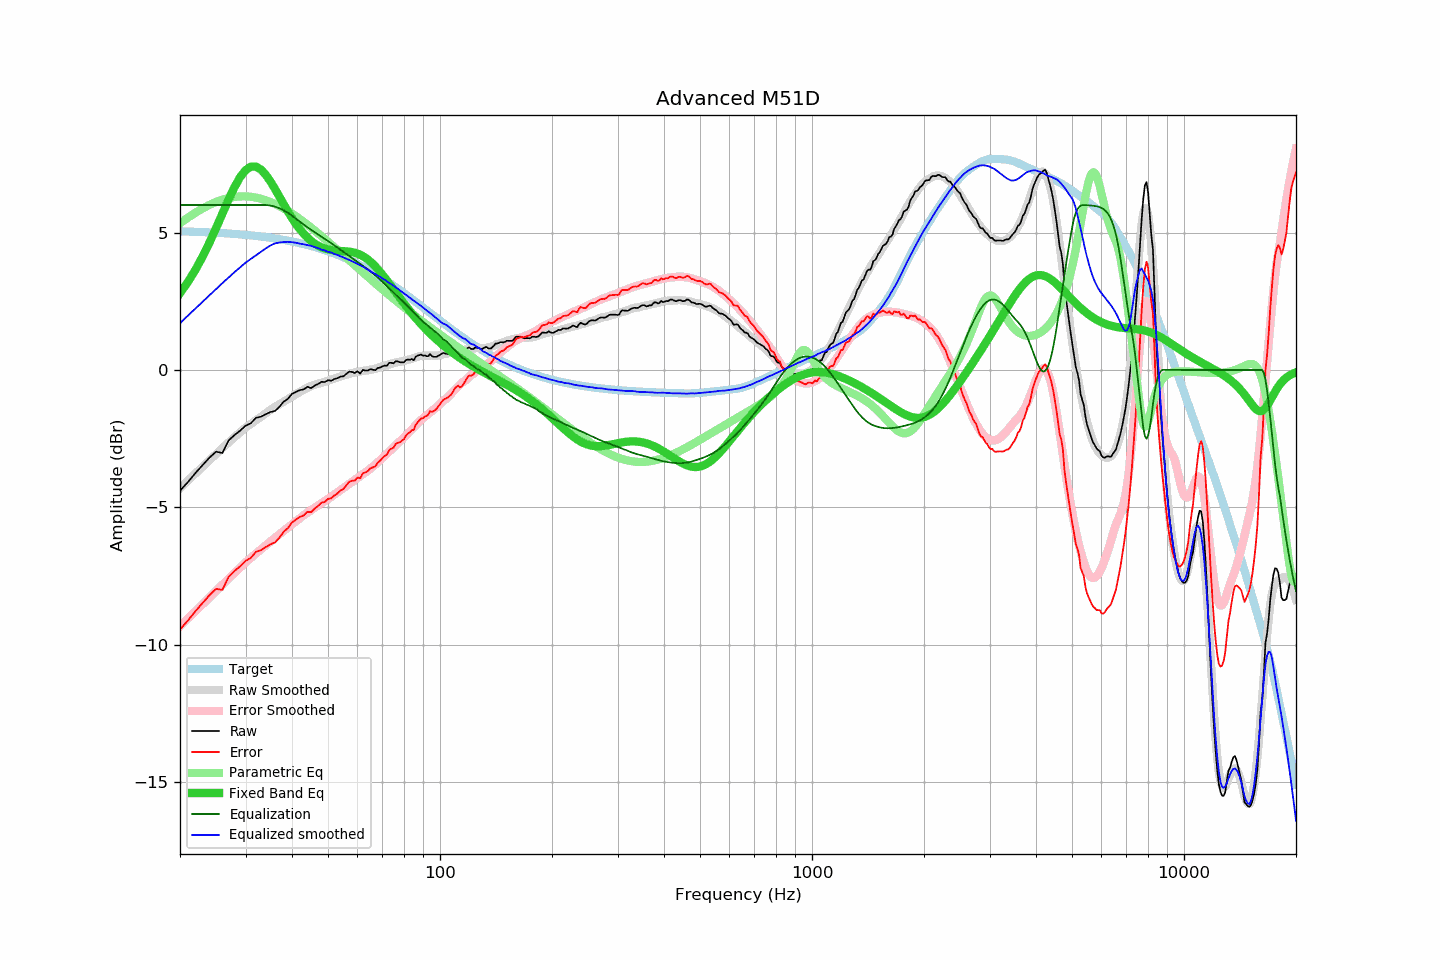 Advanced M51D
Amplitude (dBr)
5
0
−5
−10
−15
Target
Raw Smoothed
Error Smoothed
Raw
Error
Parametric Eq
Fixed Band Eq
Equalization
Equalized smoothed
100
1000
10000
Frequency (Hz)